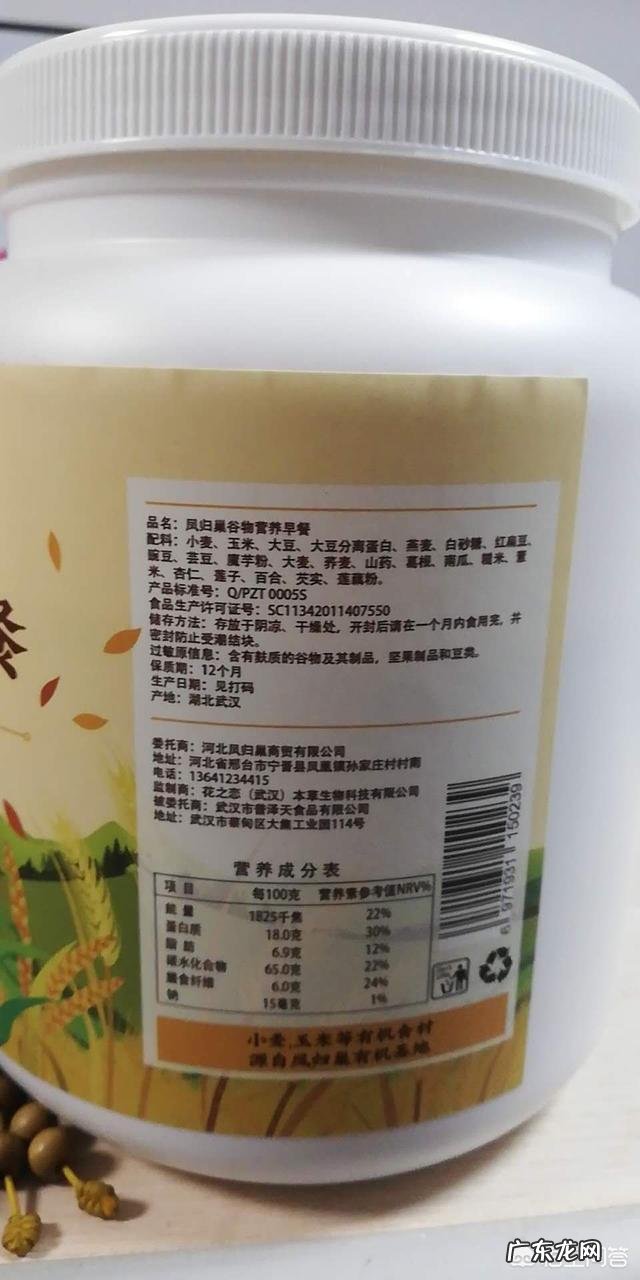 品名：凤归巢谷物营养早餐
配料：小麦、玉米、大豆、大豆分离蛋白、燕麦、白砂糖、红扁豆、
豌豆、芸豆、魔芋粉、大麦、荞麦、山药、葛根、南瓜、糯米、薏
米、杏仁、莲子、百合、芡实、莲藕粉。
产品标准号：Q/PZT 0005S
食品生产许可证号：SC11342011407550
储存方法：存放于阴凉、干燥处，开封后请在一个月内食用完，并
密封防止受潮结块。
过敏原信息：含有麸质的谷物及其制品，坚果制品和豆类。
保质期：12个月
生产日期：见打码
产地：湖北武汉
委托商：河北凤归巢商贸有限公司
地址：河北省邢台市宁晋县凤凰镇孙家庄村村南
电话：13641234415
监制商：花之恋（武汉）本草生物科技有限公司
被委托商：武汉市普泽天食品有限公司
地址：武汉市蔡甸区大集工业园114号
营养成分表
项目 每100克 营养素参考值NRV%
能量 1825千焦 22%
蛋白质 18.0克 30%
脂肪 6.9克 12%
碳水化合物 65.0克 22%
膳食纤维 6.0克 24%
钠 15毫克 1%
6 971931 150239
小麦,玉米等有机食材
源自凤归巢有机基地
广东龙网